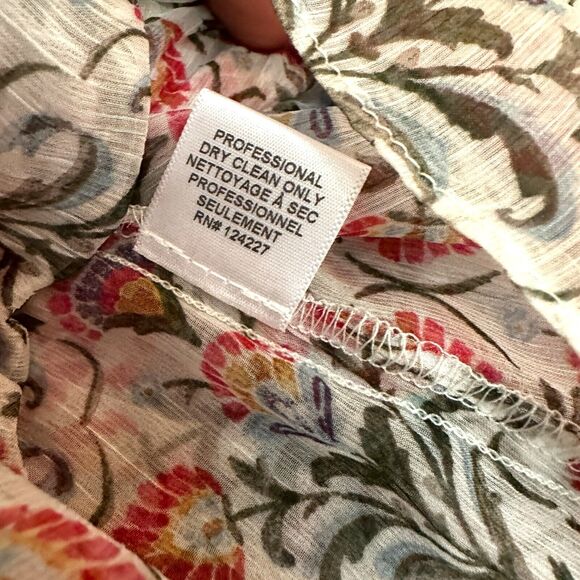 PROFESSIONAL
DRY CLEAN ONLY
NETTOYAGE À SEC
PROFESSIONNEL
SEULEMENT
RN# 124227